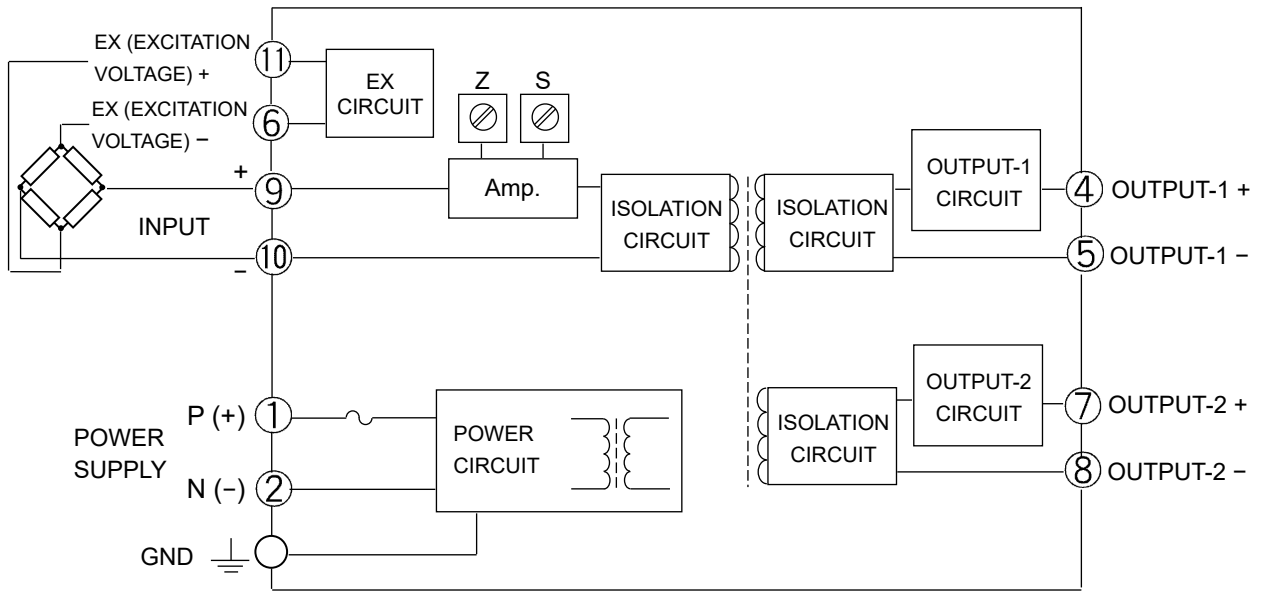 EX (EXCITATION
VOLTAGE) +
11
EX
CIRCUIT
EX (EXCITATION
VOLTAGE) −
6
Z
S
+
9
Amp.
INPUT
−
10
ISOLATION
CIRCUIT
ISOLATION
CIRCUIT
OUTPUT-1
CIRCUIT
4
OUTPUT-1 +
5
OUTPUT-1 −
POWER
SUPPLY
P (+)
1
N (−)
2
GND
POWER
CIRCUIT
ISOLATION
CIRCUIT
OUTPUT-2
CIRCUIT
7
OUTPUT-2 +
8
OUTPUT-2 −